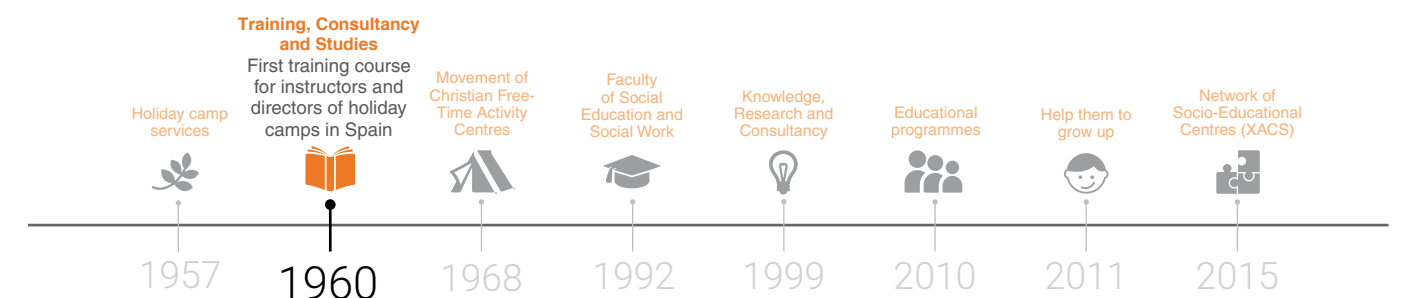 Training, Consultancy
and Studies
First training course
for instructors and
directors of holiday
camps in Spain
Holiday camp
services
Movement of
Christian Free-
Time Activity
Centres
Faculty
of Social
Education and
Social Work
Knowledge,
Research and
Consultancy
Educational
programmes
Help them to
grow up
Network of
Socio-Educational
Centres (XACS)
1957
1960
1968
1992
1999
2010
2011
2015